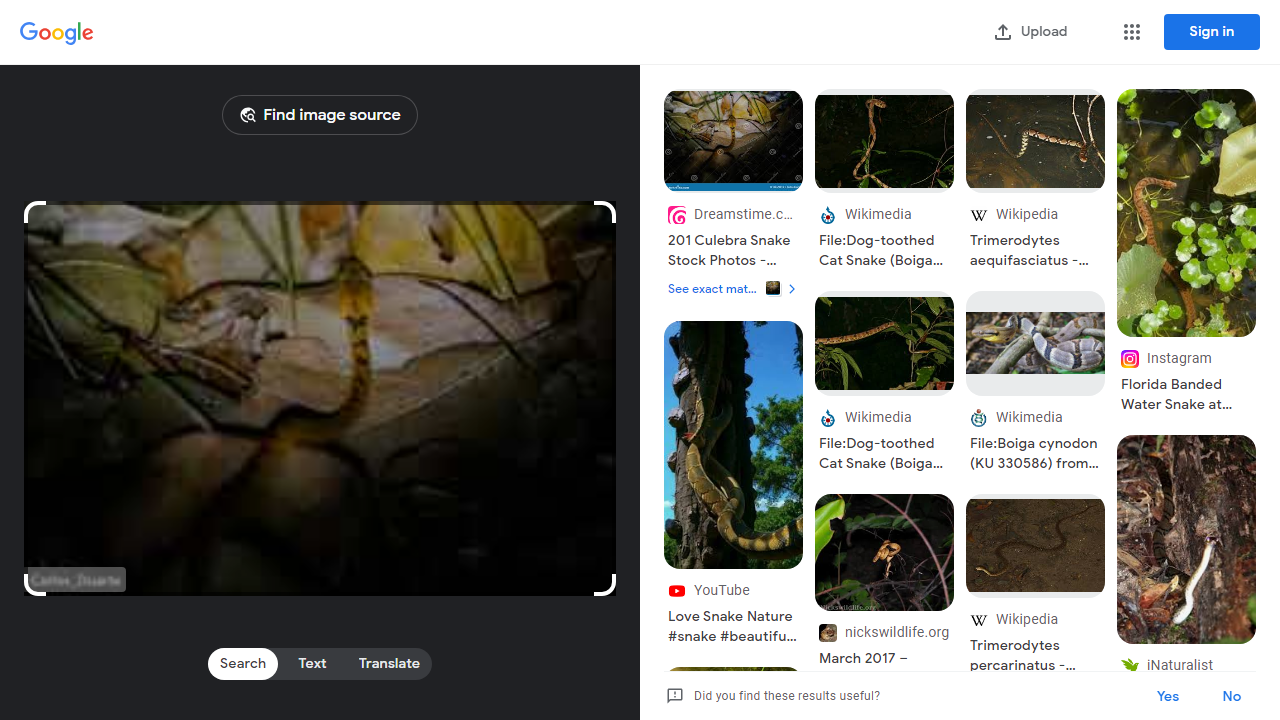 Google
Upload
Sign in
Find image source
Search
Text
Translate
Dreamstime.c...
201 Culebra Snake
Stock Photos -...
See exact mat...
YouTube
Love Snake Nature
#snake #beautifu...
Wikimedia
File:Dog-toothed
Cat Snake (Boiga...
Wikimedia
File:Dog-toothed
Cat Snake (Boiga...
nickswildlife.org
March 2017 –
Wikipedia
Trimerodytes
aequifasciatus -...
Wikimedia
File:Boiga cynodon
(KU 330586) from...
Wikipedia
Trimerodytes
percarinatus -...
Instagram
Florida Banded
Water Snake at...
iNaturalist
Did you find these results useful?
Yes
No